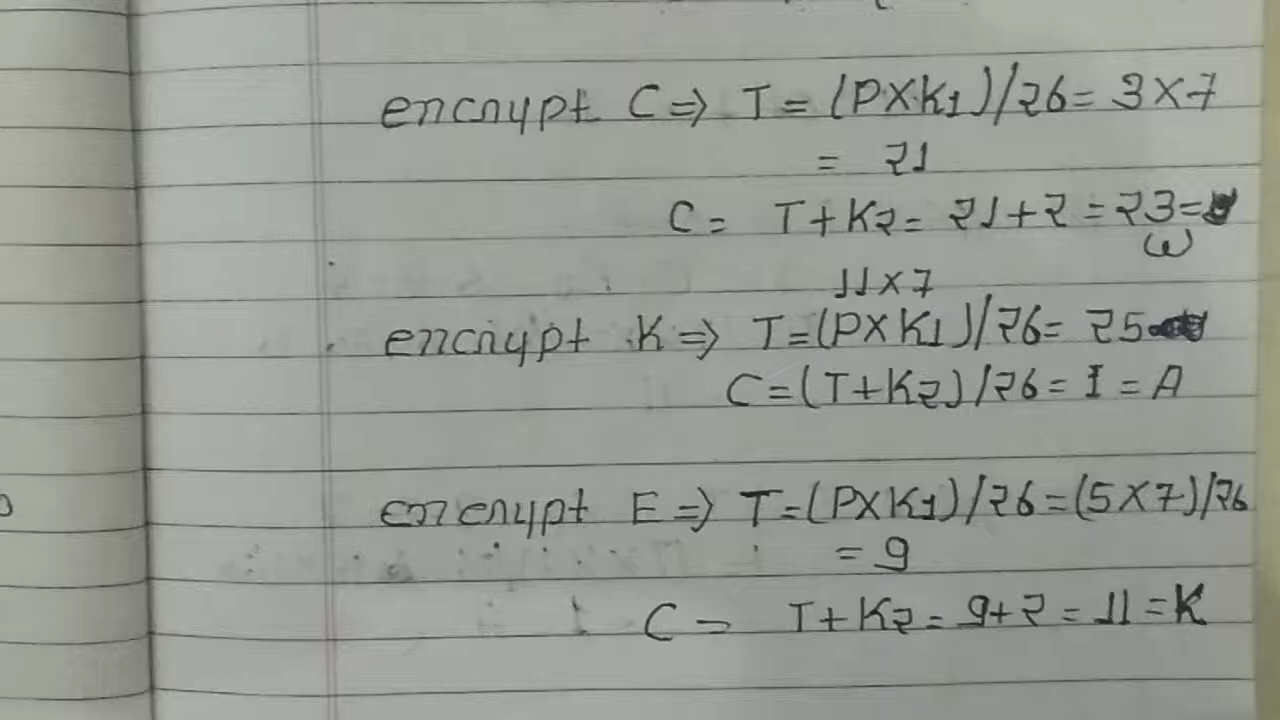 encrypt C => T = (P×K1)/26 = 3×7
= 21
C = T+K2 = 21+2 = 23 =
W
11×7
encrypt K => T=(P×K1)/26 = 25
C=(T+K2)/26 = 1 = A
encrypt E => T=(P×K1)/26=(5×7)/26
= 9
C = T+K2 = 9+2 = 11 = K